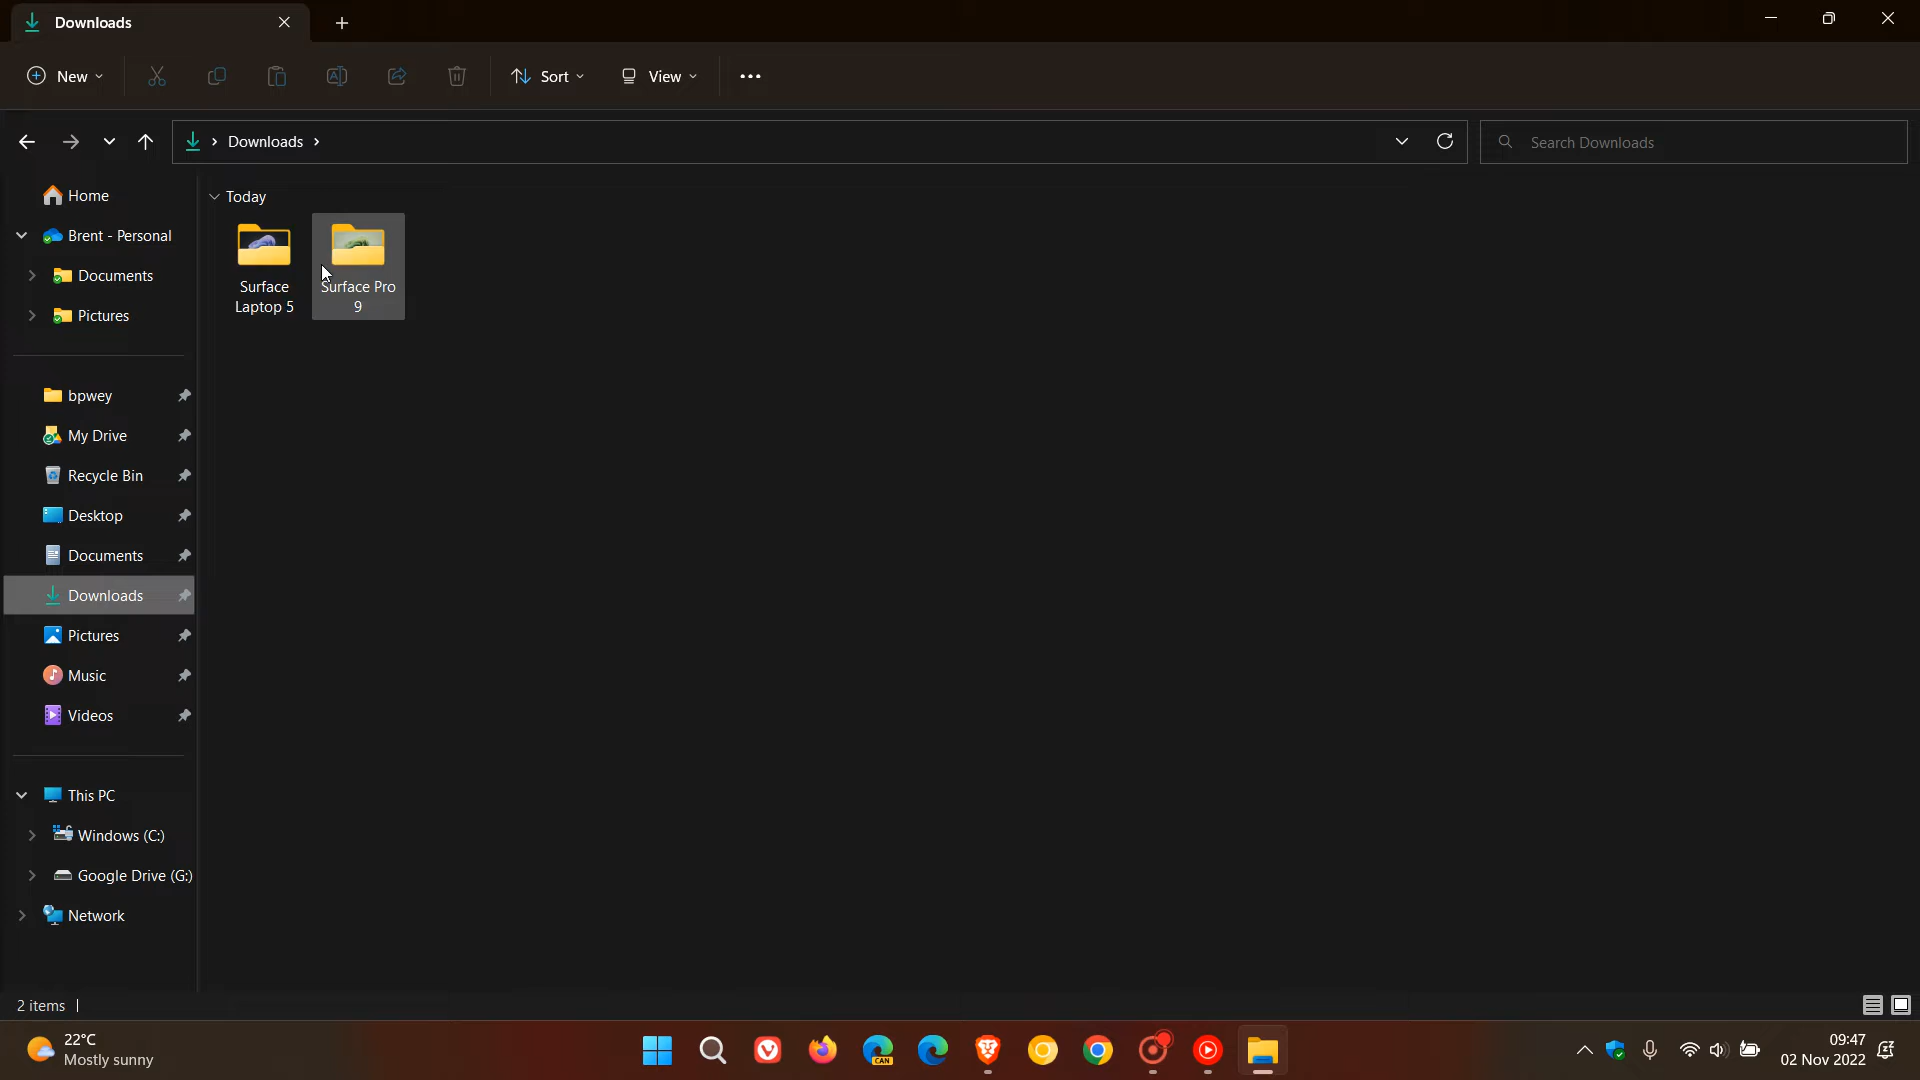 Downloads
New
Sort
View
Downloads
Search Downloads
Home
Brent - Personal
Documents
Pictures
bpwey
My Drive
Recycle Bin
Desktop
Documents
Downloads
Pictures
Music
Videos
This PC
Windows (C:)
Google Drive (G:)
Network
Today
Surface
Laptop 5
Surface Pro
9
2 items
22°C
Mostly sunny
CAN
09:47
02 Nov 2022